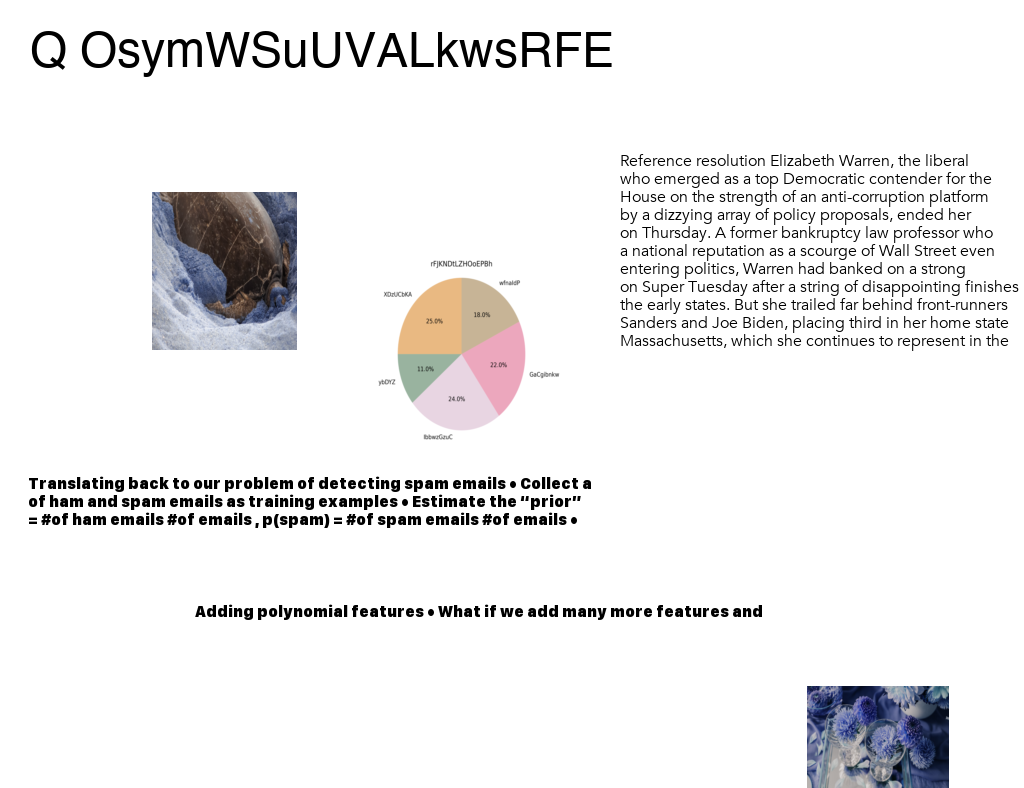 Q OsymWSuUVALkwsRFE
Reference resolution Elizabeth Warren, the liberal
who emerged as a top Democratic contender for the
House on the strength of an anti-corruption platform
by a dizzying array of policy proposals, ended her
on Thursday. A former bankruptcy law professor who
a national reputation as a scourge of Wall Street even
entering politics, Warren had banked on a strong
on Super Tuesday after a string of disappointing finishes
the early states. But she trailed far behind front-runners
Sanders and Joe Biden, placing third in her home state
Massachusetts, which she continues to represent in the
rFJKNDtLZHOoEPBh
wfnaldP
XDzUCbKA
18.0%
25.0%
22.0%
GaCgibnkw
11.0%
ybDYZ
24.0%
IbbwzGzuC
Translating back to our problem of detecting spam emails • Collect a
of ham and spam emails as training examples • Estimate the “prior”
= #of ham emails #of emails , p(spam) = #of spam emails #of emails •
Adding polynomial features • What if we add many more features and